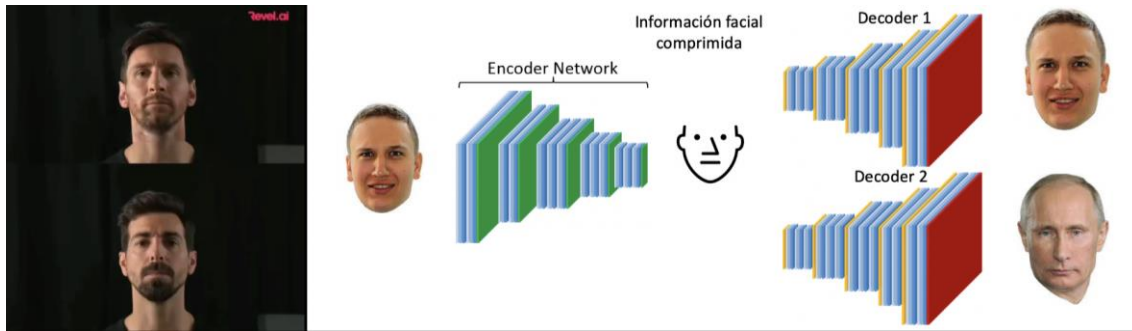 Revel.ai
Encoder Network
Información facial
comprimida
Decoder 1
Decoder 2